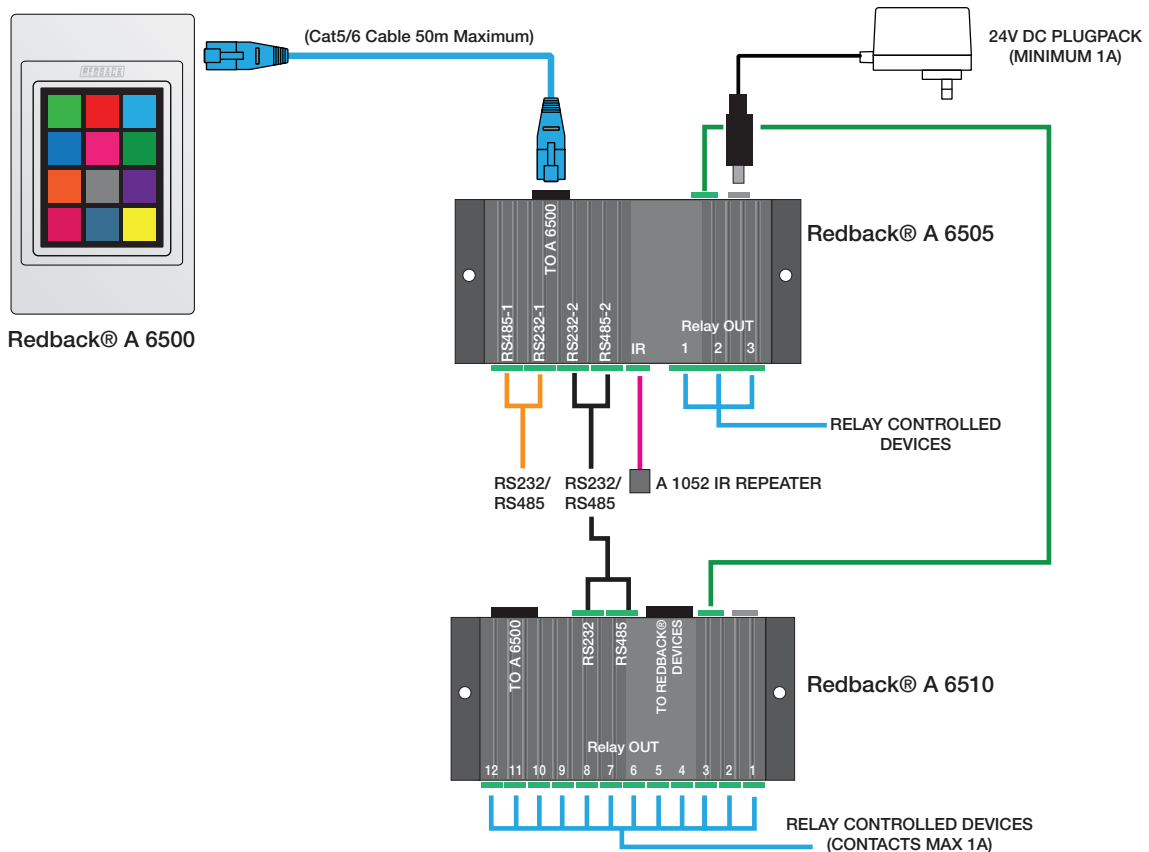 (Cat5/6 Cable 50m Maximum)
24V DC PLUGPACK
(MINIMUM 1A)
REDBACK
Redback® A 6500
TO A 6500
Redback® A 6505
RS485-1
RS232-1
RS232-2
RS485-2
IR
Relay OUT
1 2 3
RELAY CONTROLLED
DEVICES
RS232/
RS485
RS232/
RS485
A 1052 IR REPEATER
TO A 6500
RS232
RS485
TO REDBACK®
DEVICES
Redback® A 6510
Relay OUT
12 11 10 9 8 7 6 5 4 3 2 1
RELAY CONTROLLED DEVICES
(CONTACTS MAX 1A)